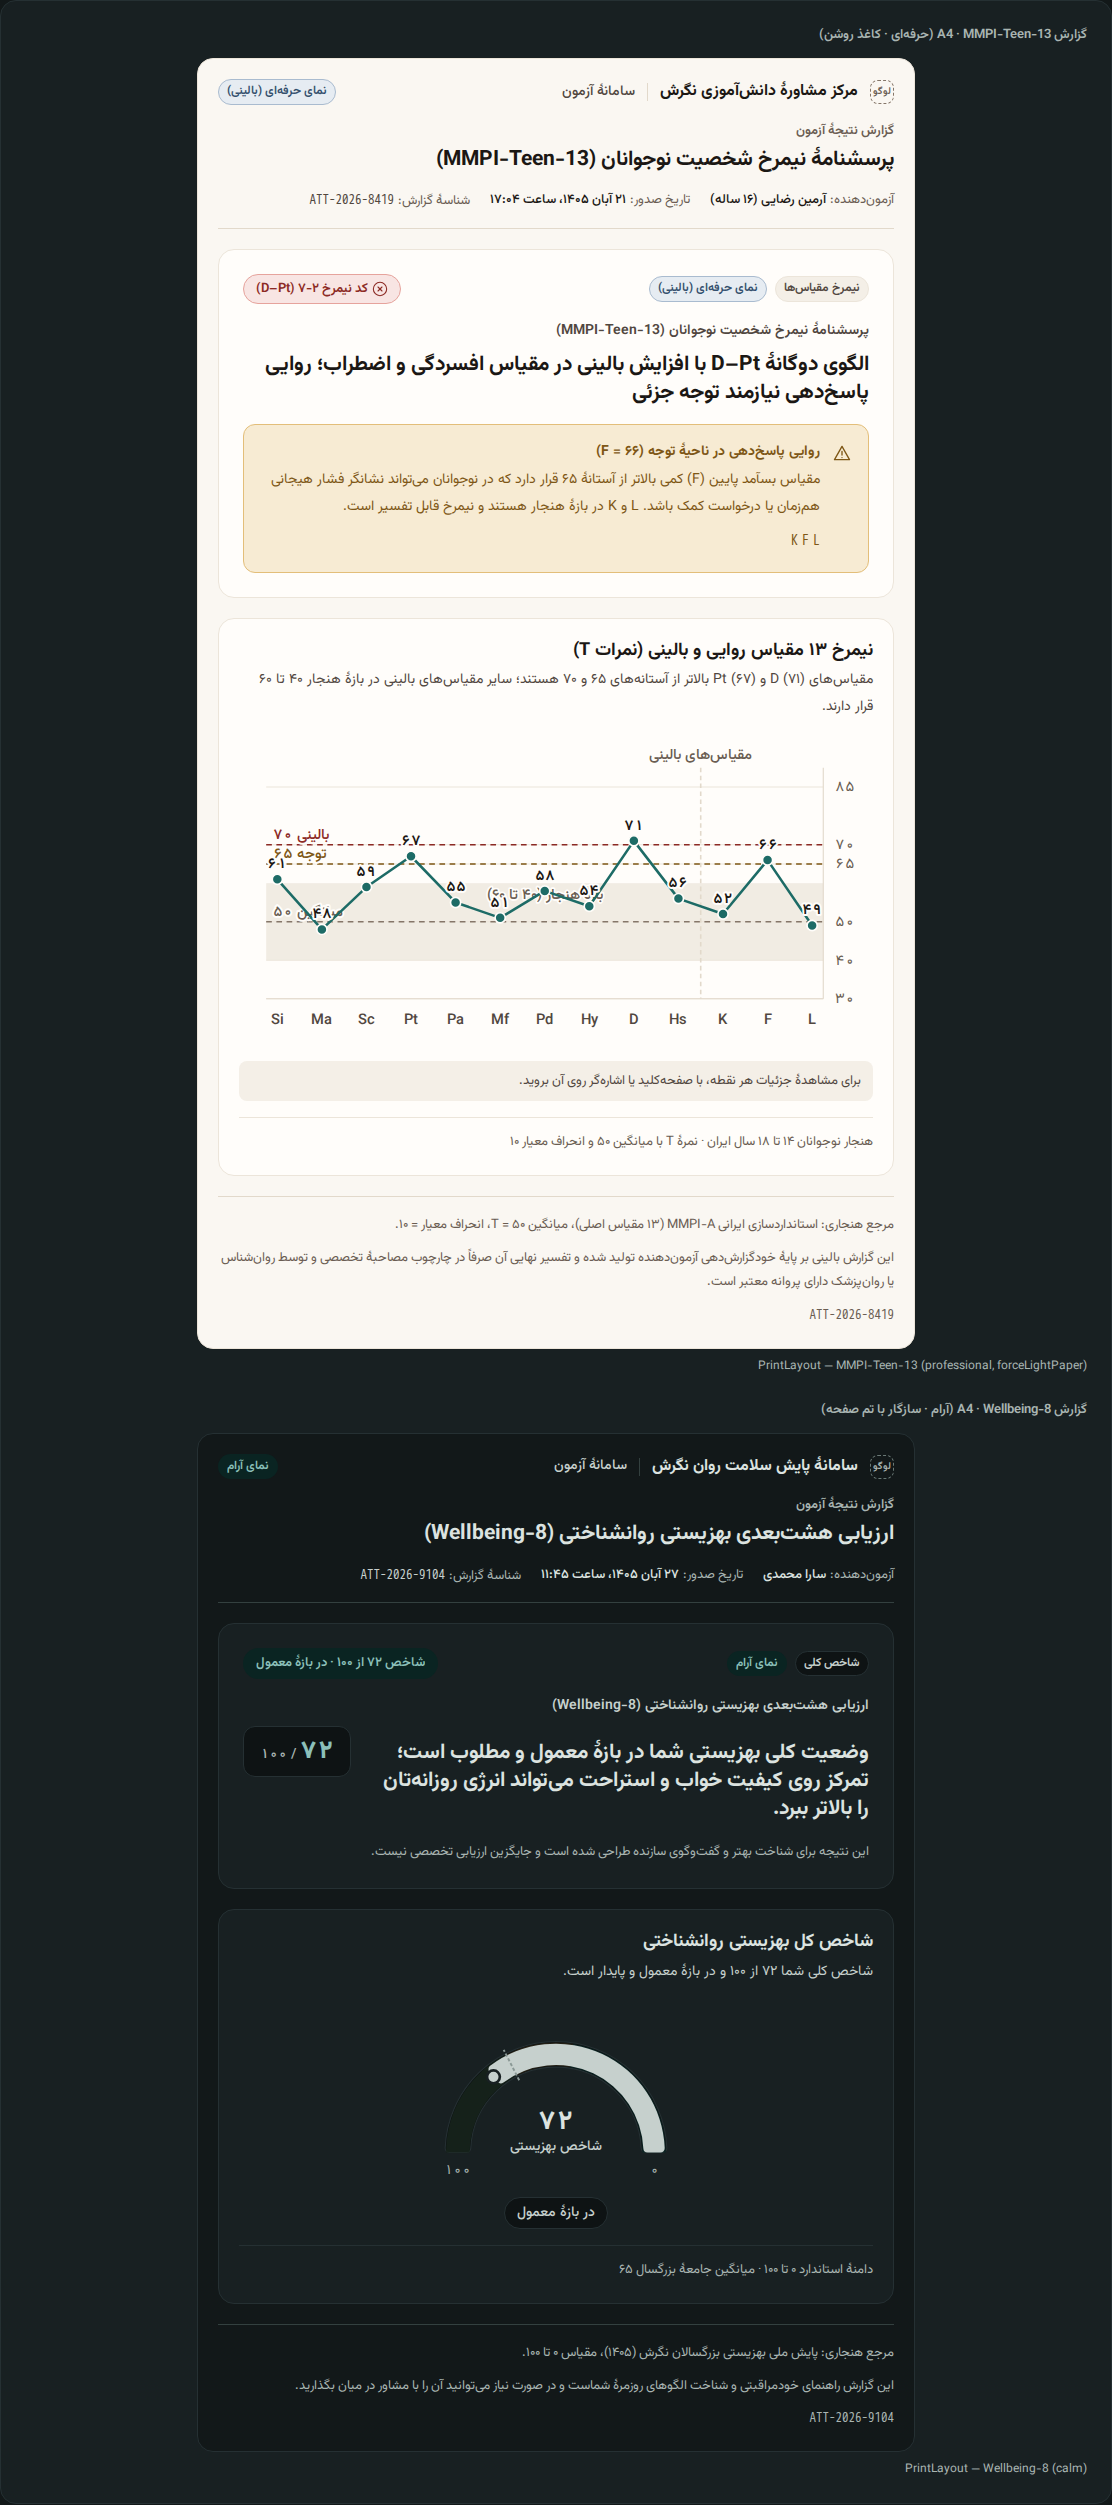 گزارش A4 · MMPI-Teen-13 (حرفه‌ای · کاغذ روشن)
لوگو
مرکز مشاورهٔ دانش‌آموزی نگرش
سامانهٔ آزمون
نمای حرفه‌ای (بالینی)
گزارش نتیجهٔ آزمون
پرسشنامهٔ نیمرخ شخصیت نوجوانان (MMPI-Teen-13)
آزمون‌دهنده: آرمین رضایی (۱۶ ساله)
تاریخ صدور: ۲۱ آبان ۱۴۰۵، ساعت ۱۷:۰۴
شناسهٔ گزارش: ATT-2026-8419
نیمرخ مقیاس‌ها
نمای حرفه‌ای (بالینی)
کد نیمرخ ۲-۷ (D–Pt)
پرسشنامهٔ نیمرخ شخصیت نوجوانان (MMPI-Teen-13)
الگوی دوگانهٔ D–Pt با افزایش بالینی در مقیاس افسردگی و اضطراب؛ روایی
پاسخ‌دهی نیازمند توجه جزئی
روایی پاسخ‌دهی در ناحیهٔ توجه (F = ۶۶)
مقیاس بسآمد پایین (F) کمی بالاتر از آستانهٔ ۶۵ قرار دارد که در نوجوانان می‌تواند نشانگر فشار هیجانی
هم‌زمان یا درخواست کمک باشد. L و K در بازهٔ هنجار هستند و نیمرخ قابل تفسیر است.
K F L
نیمرخ ۱۳ مقیاس روایی و بالینی (نمرات T)
مقیاس‌های D (۷۱) و Pt (۶۷) بالاتر از آستانه‌های ۶۵ و ۷۰ هستند؛ سایر مقیاس‌های بالینی در بازهٔ هنجار ۴۰ تا ۶۰
قرار دارند.
مقیاس‌های بالینی
۸۵
۷۰
۶۵
۵۰
۴۰
۳۰
بالینی ۷۰
توجه ۶۵
میانگین ۵۰
بازهٔ هنجار (۴۰ تا ۶۰)
۶۱ ۴۸ ۵۹ ۶۷ ۵۵ ۵۱ ۵۸ ۵۴ ۷۱ ۵۶ ۵۲ ۶۶ ۴۹
Si Ma Sc Pt Pa Mf Pd Hy D Hs K F L
برای مشاهدهٔ جزئیات هر نقطه، با صفحه‌کلید یا اشاره‌گر روی آن بروید.
هنجار نوجوانان ۱۴ تا ۱۸ سال ایران · نمرهٔ T با میانگین ۵۰ و انحراف معیار ۱۰
مرجع هنجاری: استانداردسازی ایرانی MMPI-A (۱۳ مقیاس اصلی)، میانگین T = ۵۰، انحراف معیار = ۱۰.
این گزارش بالینی بر پایهٔ خودگزارش‌دهی آزمون‌دهنده تولید شده و تفسیر نهایی آن صرفاً در چارچوب مصاحبهٔ تخصصی و توسط روان‌شناس
یا روان‌پزشک دارای پروانه معتبر است.
ATT-2026-8419
PrintLayout — MMPI-Teen-13 (professional, forceLightPaper)
گزارش A4 · Wellbeing-8 (آرام · سازگار با تم صفحه)
لوگو
سامانهٔ پایش سلامت روان نگرش
سامانهٔ آزمون
نمای آرام
گزارش نتیجهٔ آزمون
ارزیابی هشت‌بعدی بهزیستی روانشناختی (Wellbeing-8)
آزمون‌دهنده: سارا محمدی
تاریخ صدور: ۲۷ آبان ۱۴۰۵، ساعت ۱۱:۴۵
شناسهٔ گزارش: ATT-2026-9104
شاخص کلی
نمای آرام
شاخص ۷۲ از ۱۰۰ · در بازهٔ معمول
ارزیابی هشت‌بعدی بهزیستی روانشناختی (Wellbeing-8)
وضعیت کلی بهزیستی شما در بازهٔ معمول و مطلوب است؛
تمرکز روی کیفیت خواب و استراحت می‌تواند انرژی روزانه‌تان
را بالاتر ببرد.
۷۲ / ۱۰۰
این نتیجه برای شناخت بهتر و گفت‌وگوی سازنده طراحی شده است و جایگزین ارزیابی تخصصی نیست.
شاخص کل بهزیستی روانشناختی
شاخص کلی شما ۷۲ از ۱۰۰ و در بازهٔ معمول و پایدار است.
۷۲
شاخص بهزیستی
۰
۱۰۰
در بازهٔ معمول
دامنهٔ استاندارد ۰ تا ۱۰۰ · میانگین جامعهٔ بزرگسال ۶۵
مرجع هنجاری: پایش ملی بهزیستی بزرگسالان نگرش (۱۴۰۵)، مقیاس ۰ تا ۱۰۰.
این گزارش راهنمای خودمراقبتی و شناخت الگوهای روزمرهٔ شماست و در صورت نیاز می‌توانید آن را با مشاور در میان بگذارید.
ATT-2026-9104
PrintLayout — Wellbeing-8 (calm)